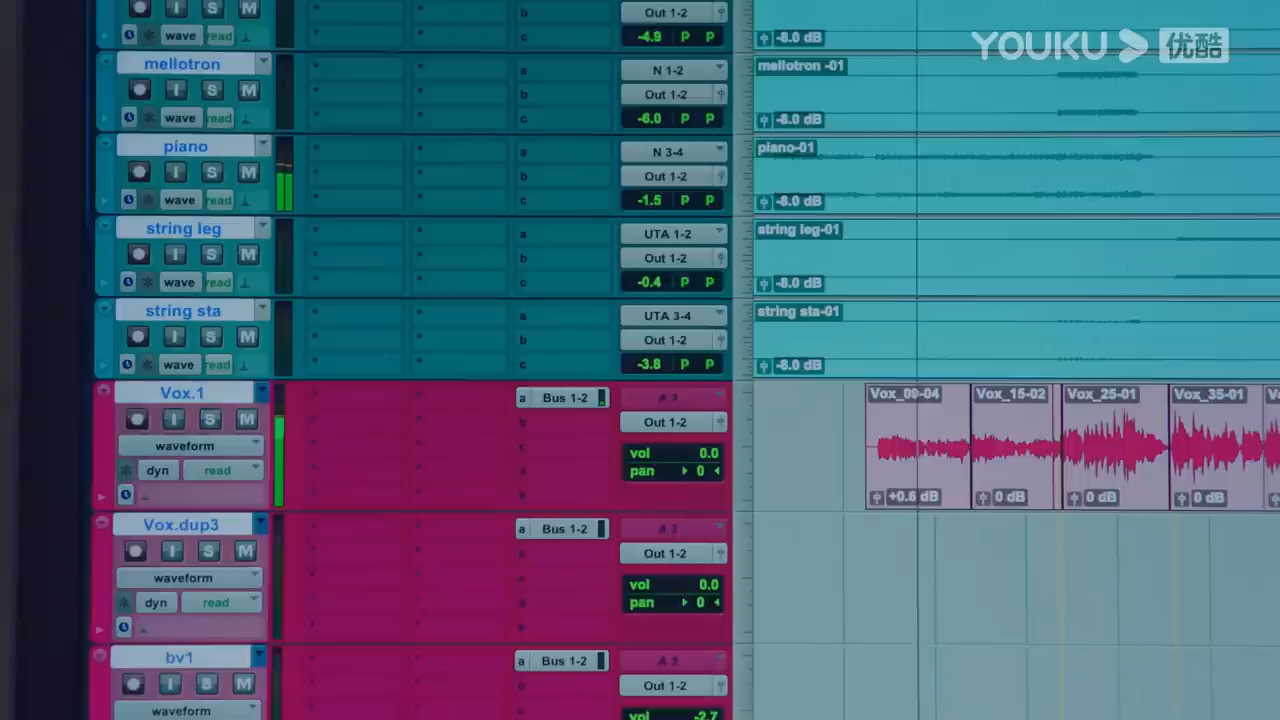 YOUKU 优酷
I S M b Out 1-2
wave read c -4.9 P P -8.0 dB
mellotron a N 1-2 mellotron -01
I S M b Out 1-2
wave read c -6.0 P P -8.0 dB
piano a N 3-4 piano-01
I S M b Out 1-2
wave read c -1.5 P P -8.0 dB
string leg a UTA 1-2 string leg-01
I S M b Out 1-2
wave read c -0.4 P P -8.0 dB
string sta a UTA 3-4 string sta-01
I S M b Out 1-2
wave read c -3.8 P P -8.0 dB
Vox.1 a Bus 1-2 Vox_09-04 Vox_15-02 Vox_25-01 Vox_35-01
I S M Out 1-2
waveform vol 0.0
dyn read pan 0
+0.6 dB 0 dB 0 dB 0 dB
Vox.dup3 a Bus 1-2
I S M Out 1-2
waveform vol 0.0
dyn read pan 0
bv1 a Bus 1-2
I S M Out 1-2
waveform vol -2.7